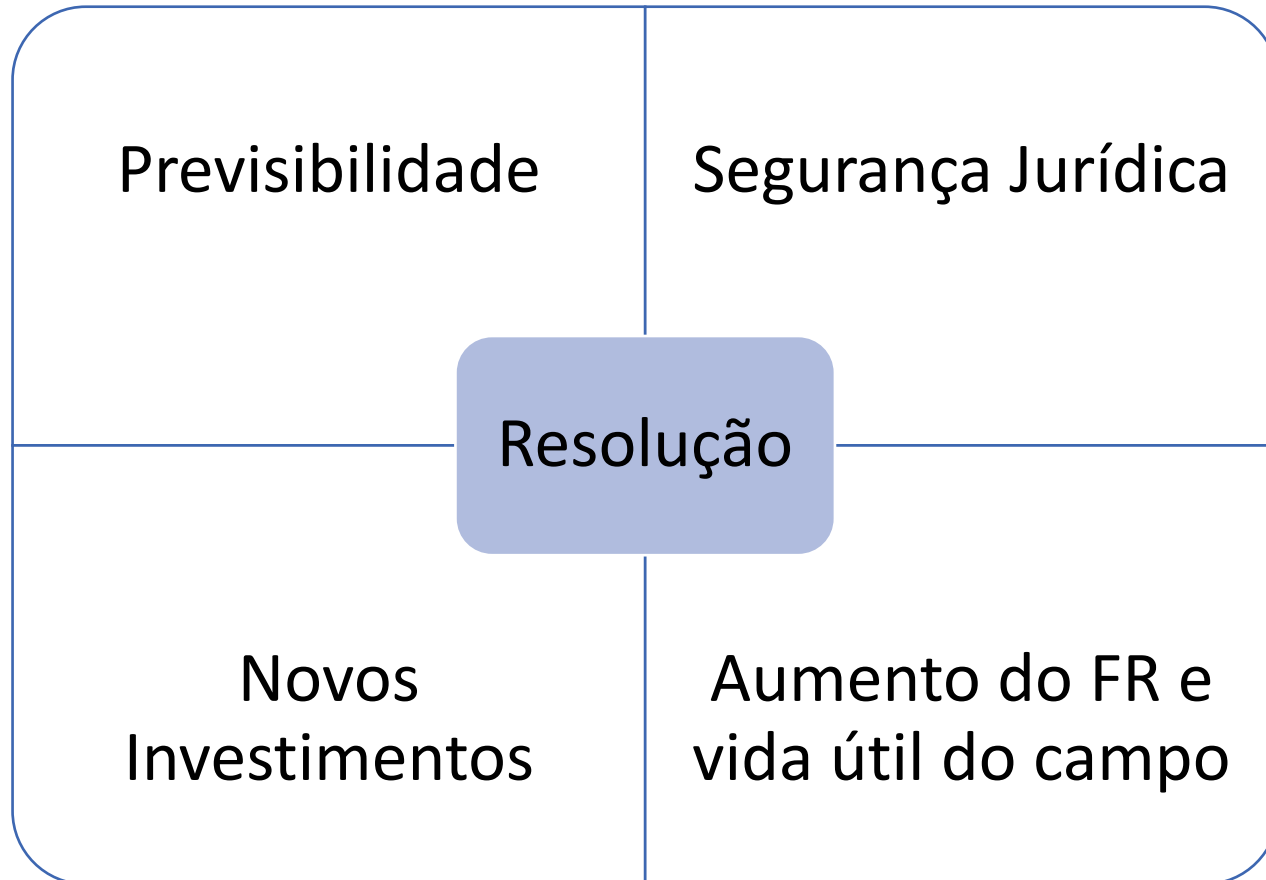 Previsibilidade
Segurança Jurídica
Resolução
Novos
Investimentos
Aumento do FR e
vida útil do campo